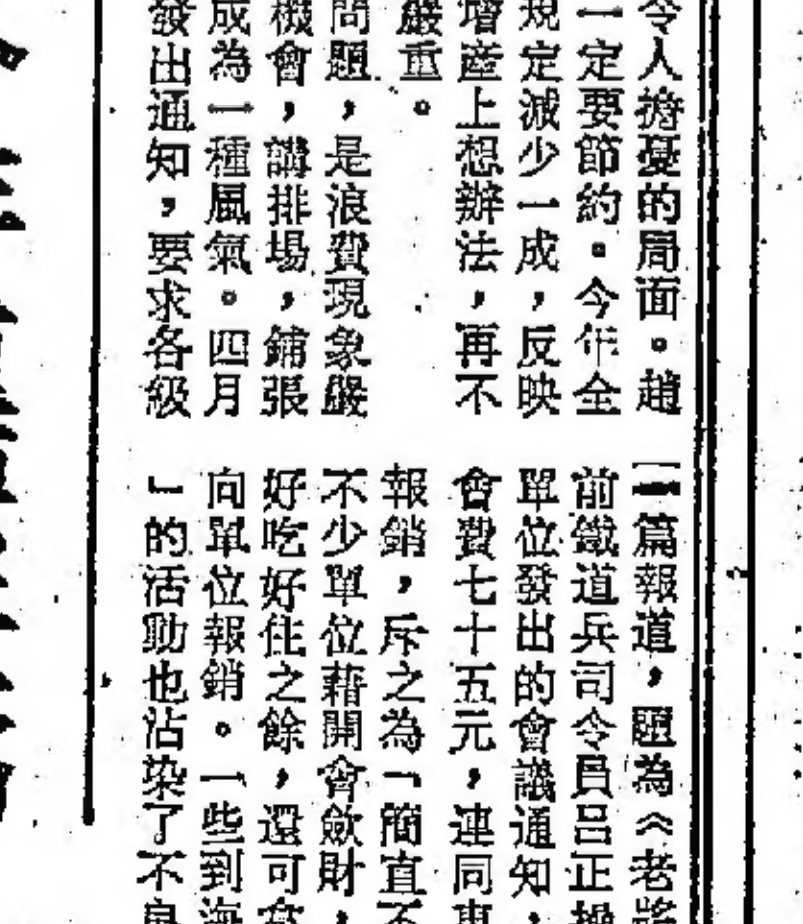 令人擔憂的局面。趙
一定要節約。今年全
規定減少一成，反映
增產上想辦法，再不
嚴重。
問題，是浪費現象嚴
機會，講排場，鋪張
成為一種風氣。四月
發出通知，要求各級
一篇報道，題為《老將
前鐵道兵司令員呂正操
單位發出的會議通知，
會費七十五元，連同車
報銷，斥之為「簡直不
不少單位藉開會歛財，
好吃好住之餘，還可
向單位報銷。一些到海
」的活動也沾染了不良